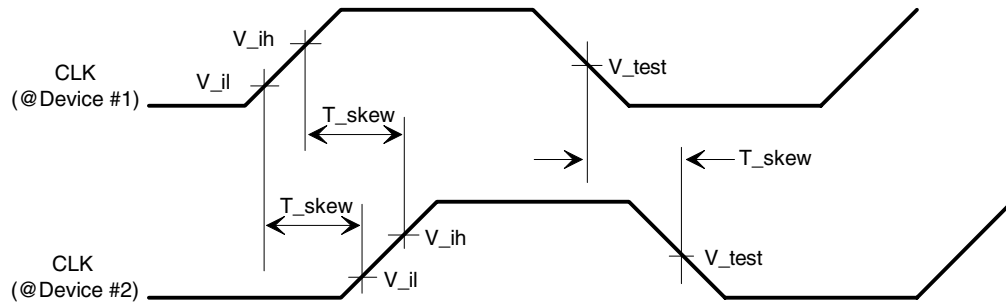 V_ih
V_il
CLK
(@Device #1)
V_test
T_skew
T_skew
T_skew
V_ih
V_il
CLK
(@Device #2)
V_test